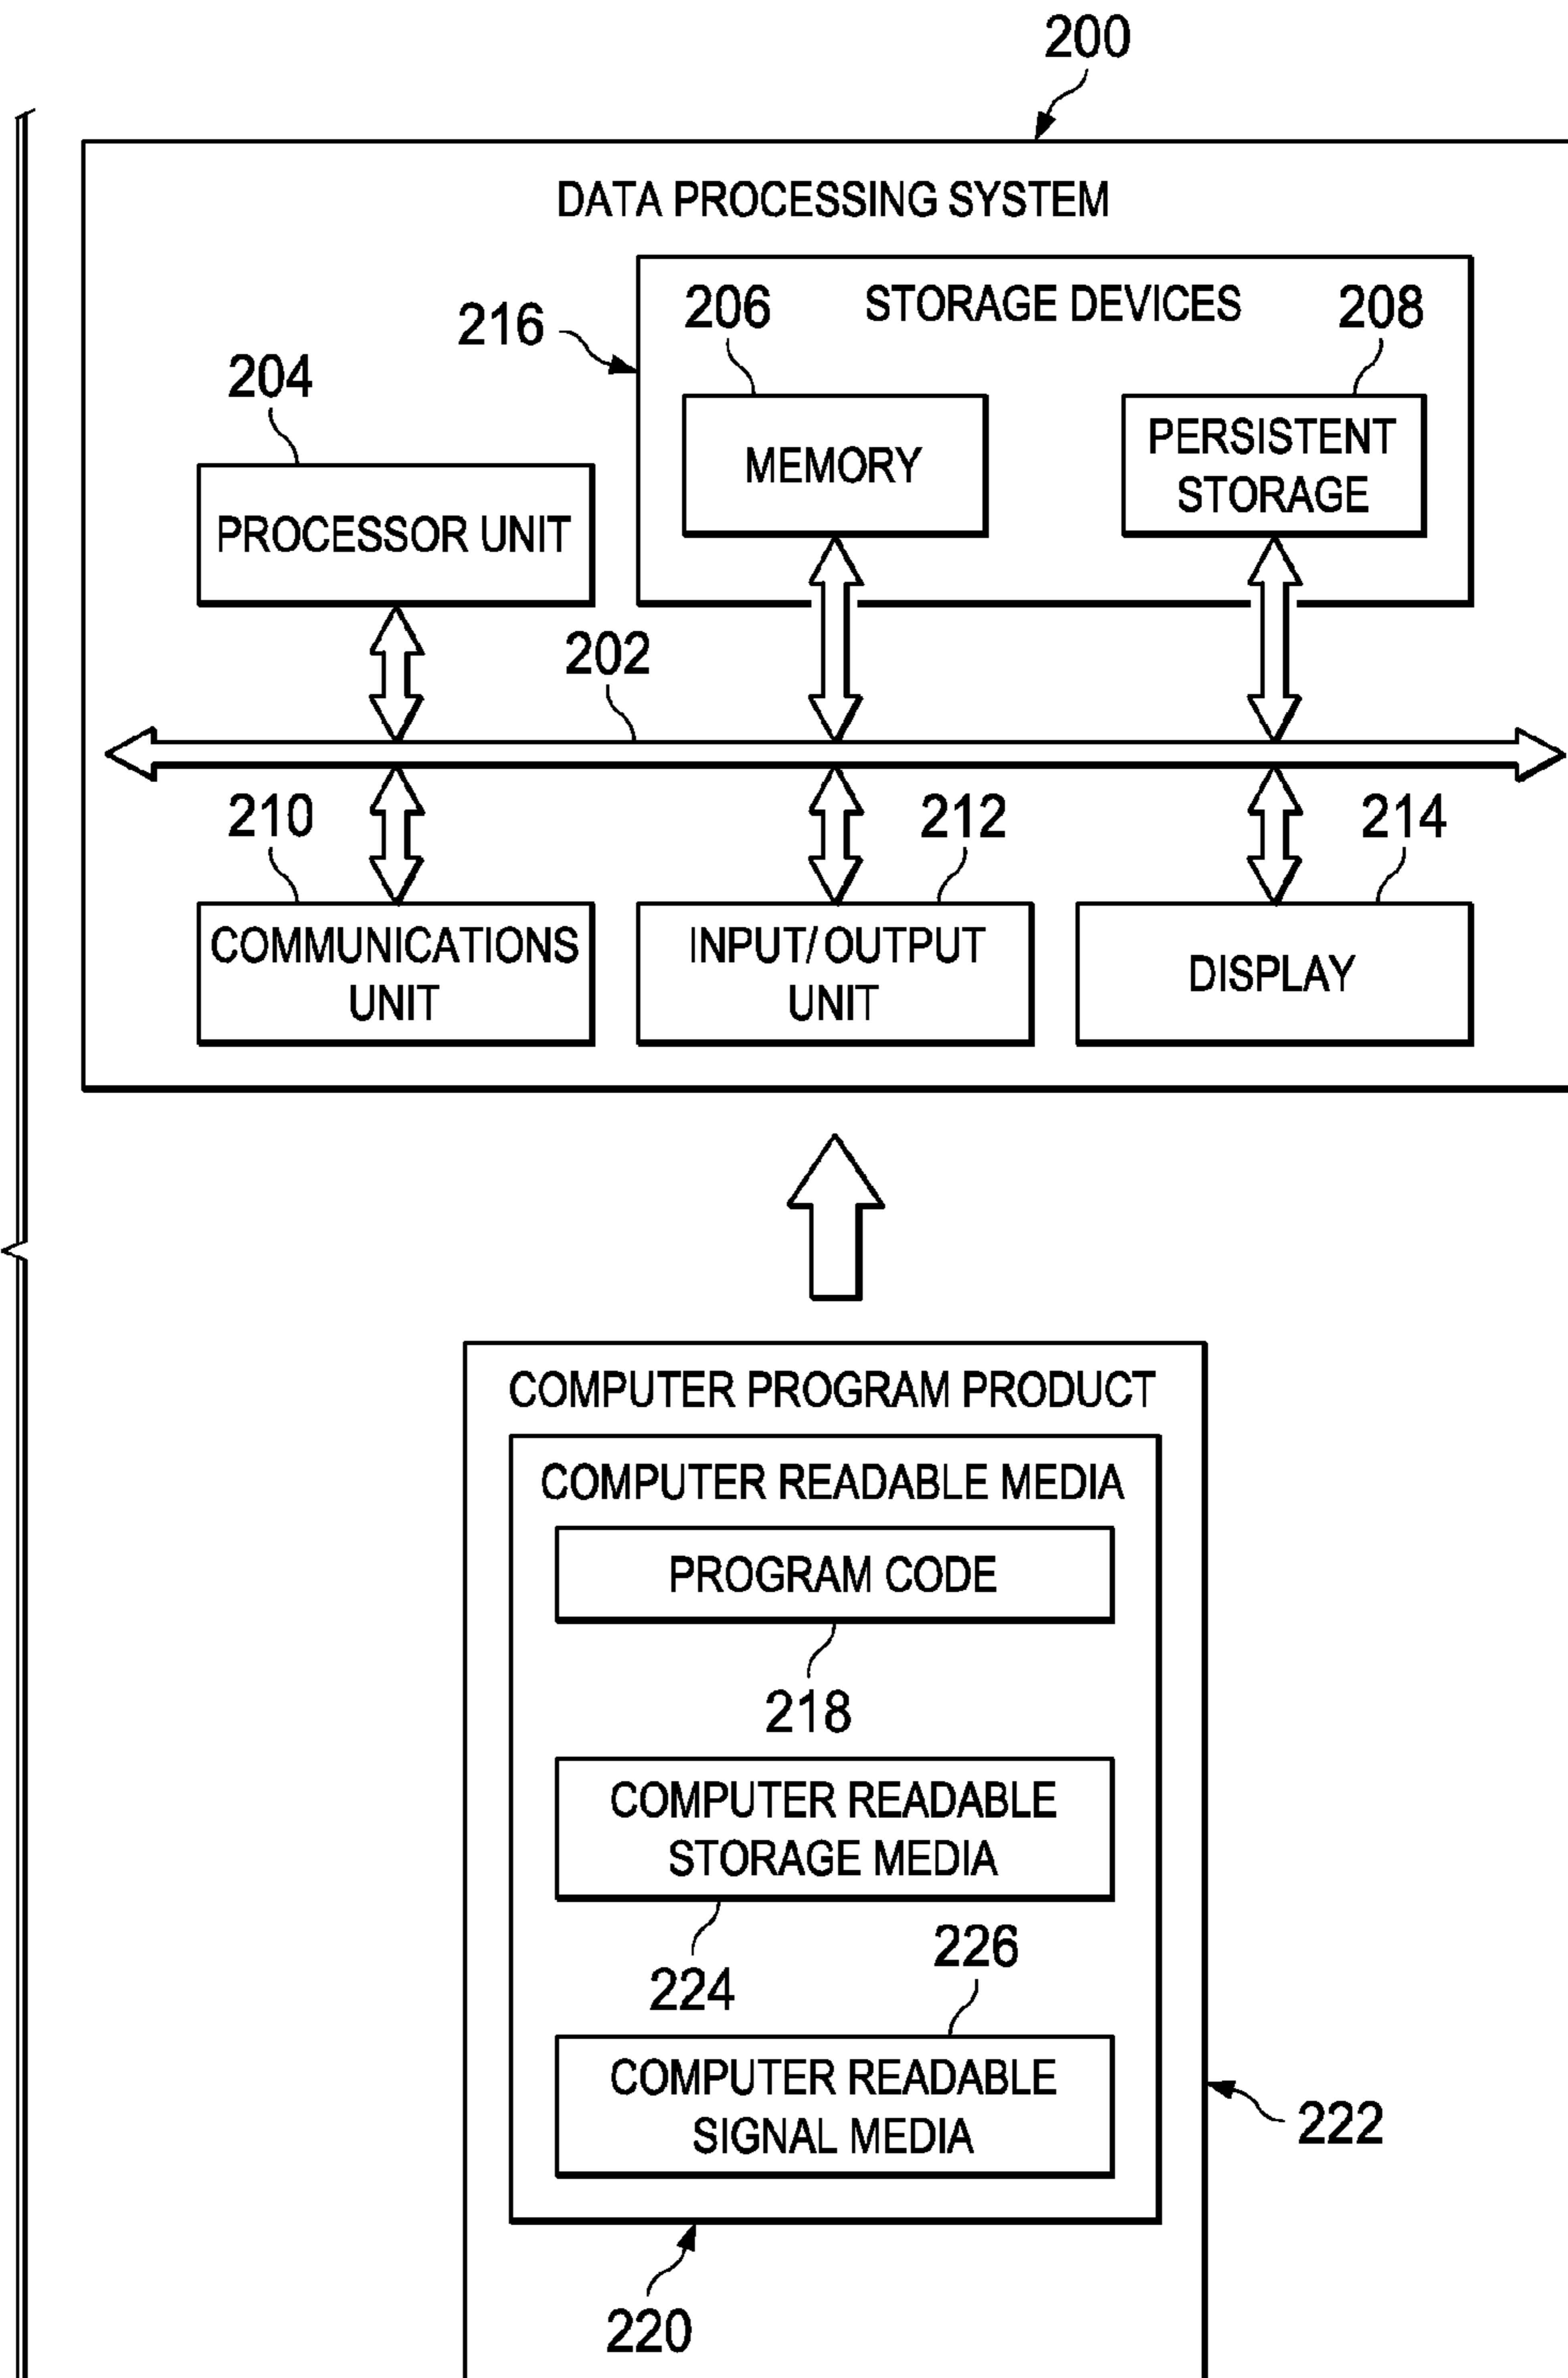 200
DATA PROCESSING SYSTEM
216
206
STORAGE DEVICES
208
204
MEMORY
PERSISTENT
STORAGE
PROCESSOR UNIT
202
210
212
214
COMMUNICATIONS
UNIT
INPUT/OUTPUT
UNIT
DISPLAY
COMPUTER PROGRAM PRODUCT
COMPUTER READABLE MEDIA
PROGRAM CODE
218
COMPUTER READABLE
STORAGE MEDIA
224
226
COMPUTER READABLE
SIGNAL MEDIA
222
220